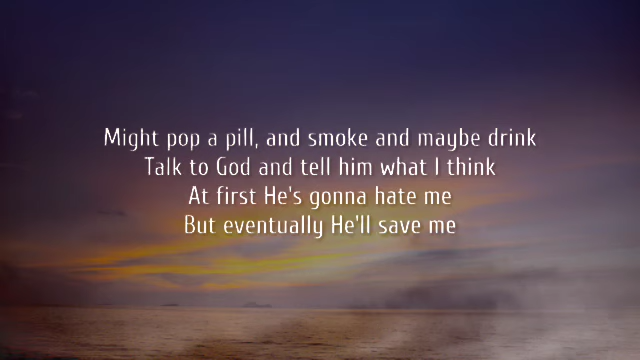 Might pop a pill, and smoke and maybe drink
Talk to God and tell him what I think
At first He's gonna hate me
But eventually He'll save me